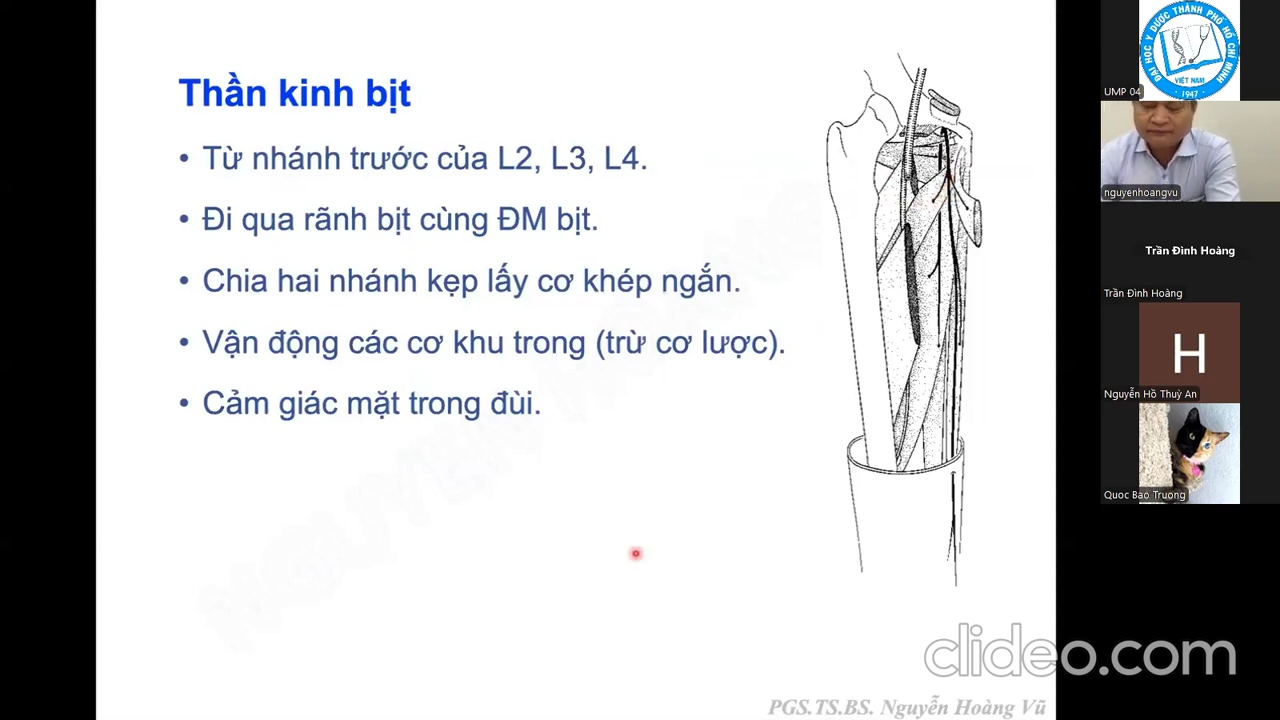 Thần kinh bịt
• Từ nhánh trước của L2, L3, L4.
• Đi qua rãnh bịt cùng ĐM bịt.
• Chia hai nhánh kẹp lấy cơ khép ngắn.
• Vận động các cơ khu trong (trừ cơ lược).
• Cảm giác mặt trong đùi.
PGS.TS.BS. Nguyễn Hoàng Vũ
clideo.com
ĐẠI HỌC Y DƯỢC THÀNH PHỐ HỒ CHÍ MINH
VIỆT NAM
1947
UMP 04
nguyenhoangvu
Trần Đình Hoàng
Trần Đình Hoàng
H
Nguyễn Hồ Thuỳ An
Quoc Bao Truong